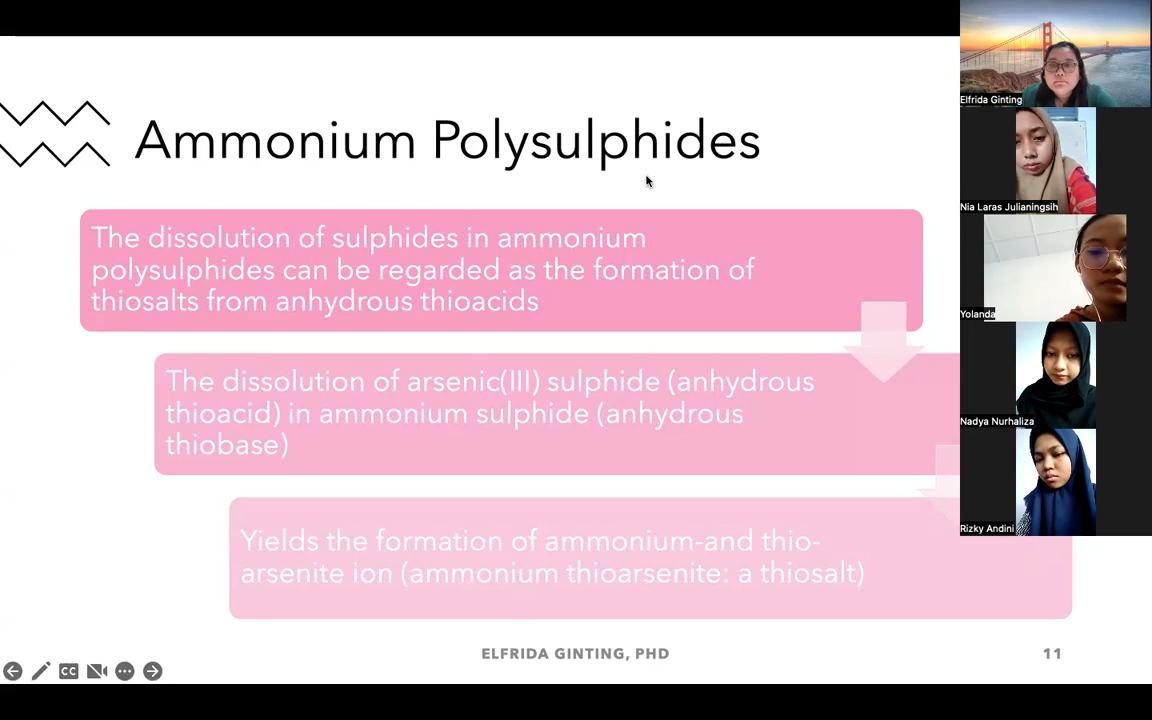 Ammonium Polysulphides
The dissolution of sulphides in ammonium
polysulphides can be regarded as the formation of
thiosalts from anhydrous thioacids
The dissolution of arsenic(III) sulphide (anhydrous
thioacid) in ammonium sulphide (anhydrous
thiobase)
Yields the formation of ammonium-and thio-
arsenite ion (ammonium thioarsenite: a thiosalt)
ELFRIDA GINTING, PHD
11
CC
Elfrida Ginting
Nia Laras Julianingsih
Yolanda
Nadya Nurhaliza
Rizky Andini